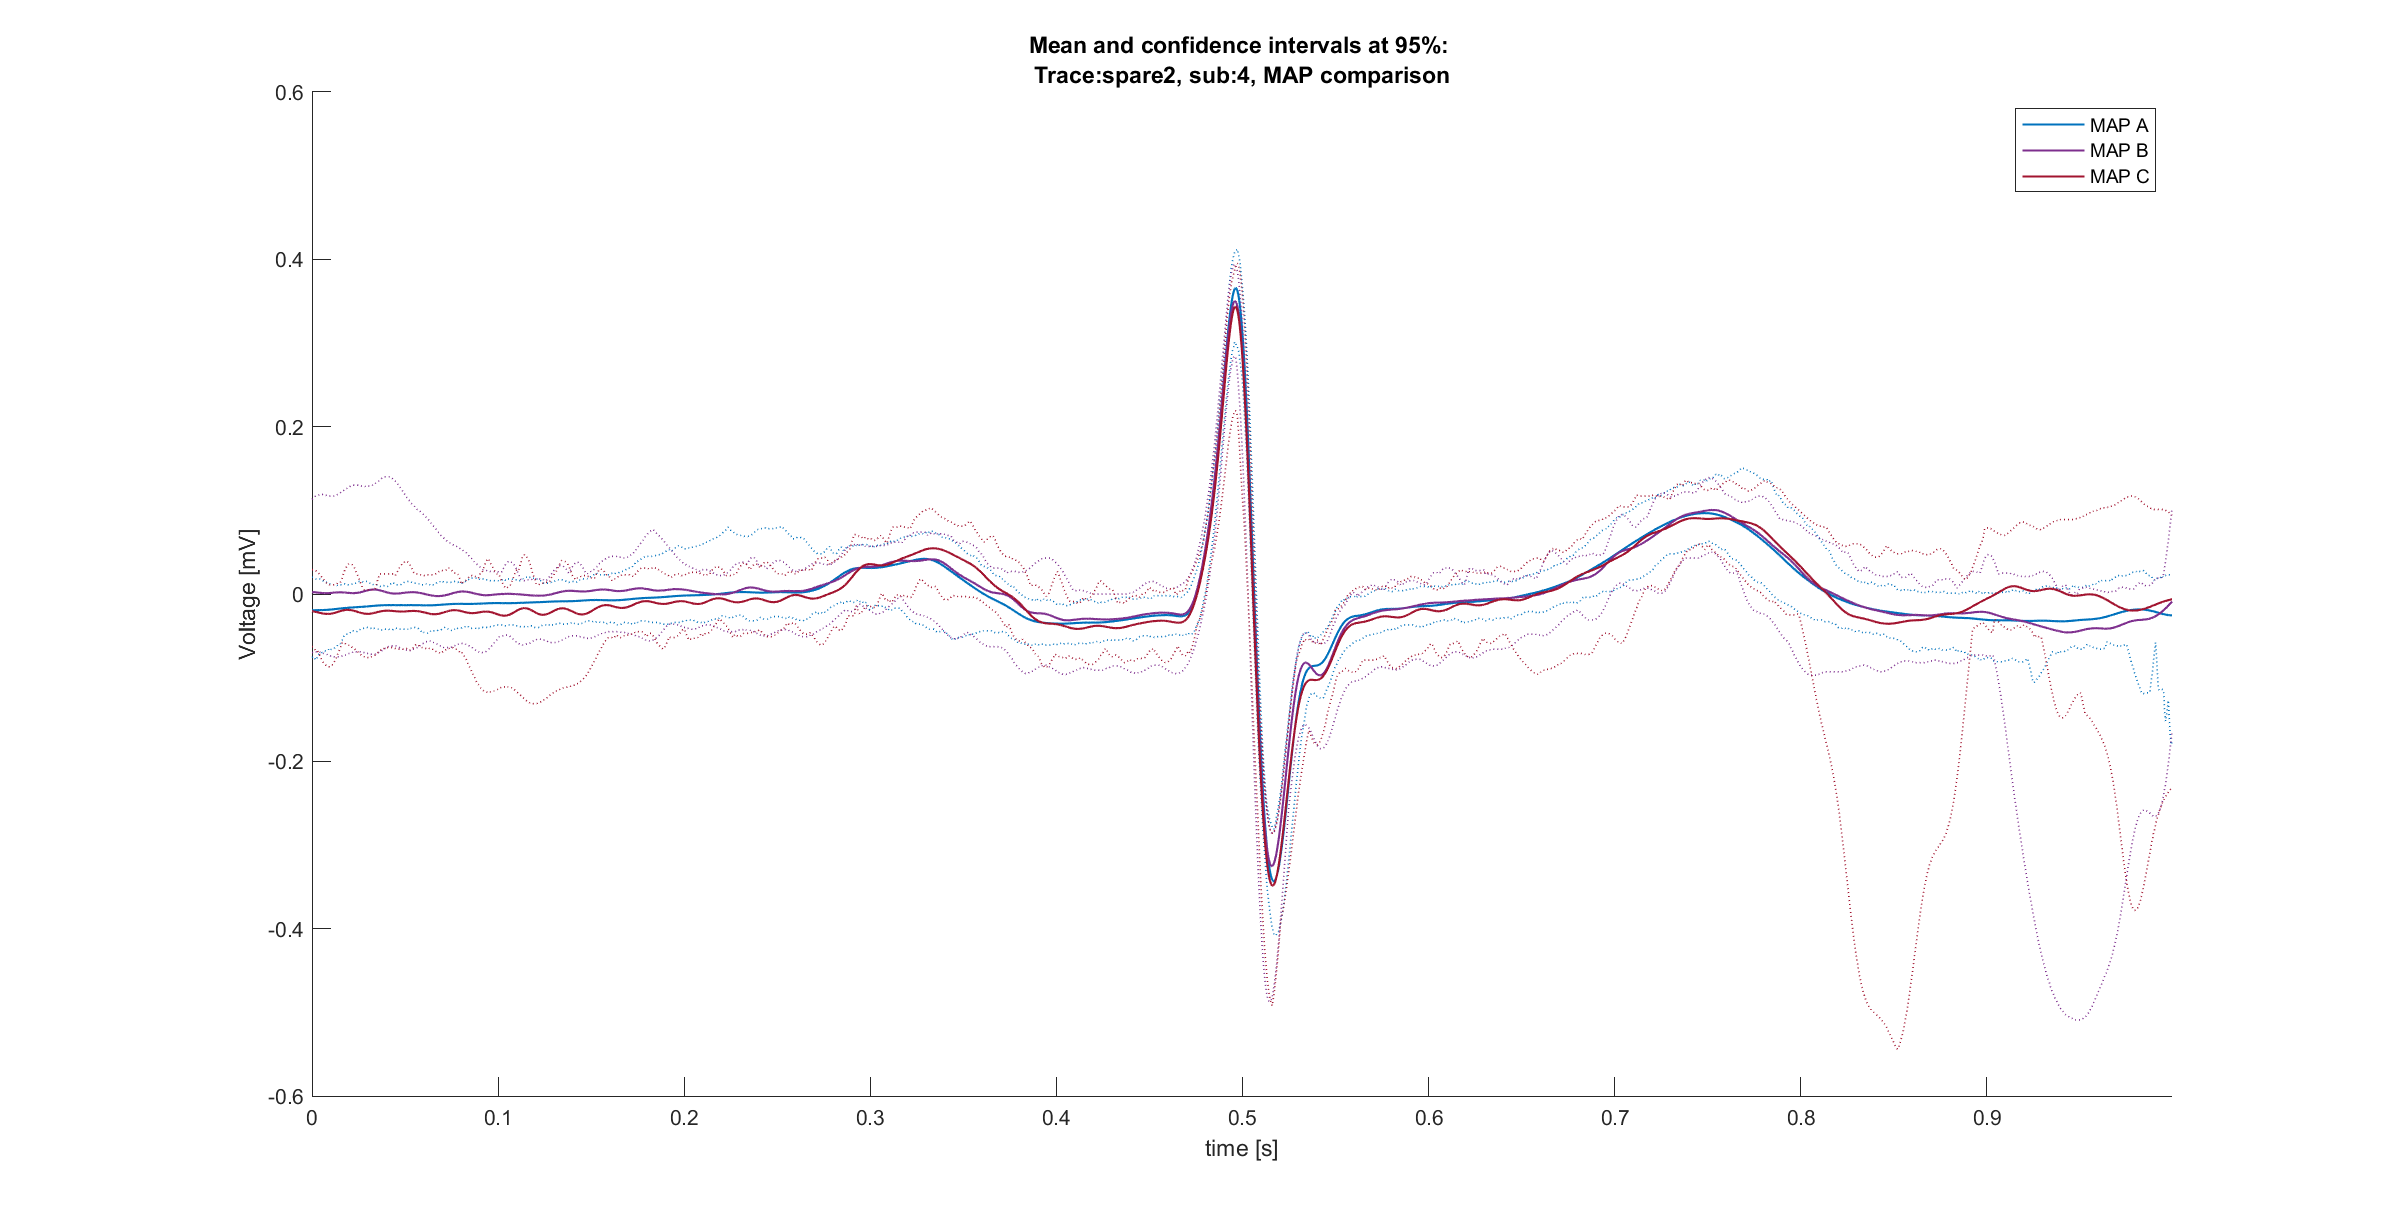 Mean and confidence intervals at 95%:
Trace:spare2, sub:4, MAP comparison
MAP A
MAP B
MAP C
Voltage [mV]
0.6
0.4
0.2
0
-0.2
-0.4
-0.6
0 0.1 0.2 0.3 0.4 0.5 0.6 0.7 0.8 0.9
time [s]